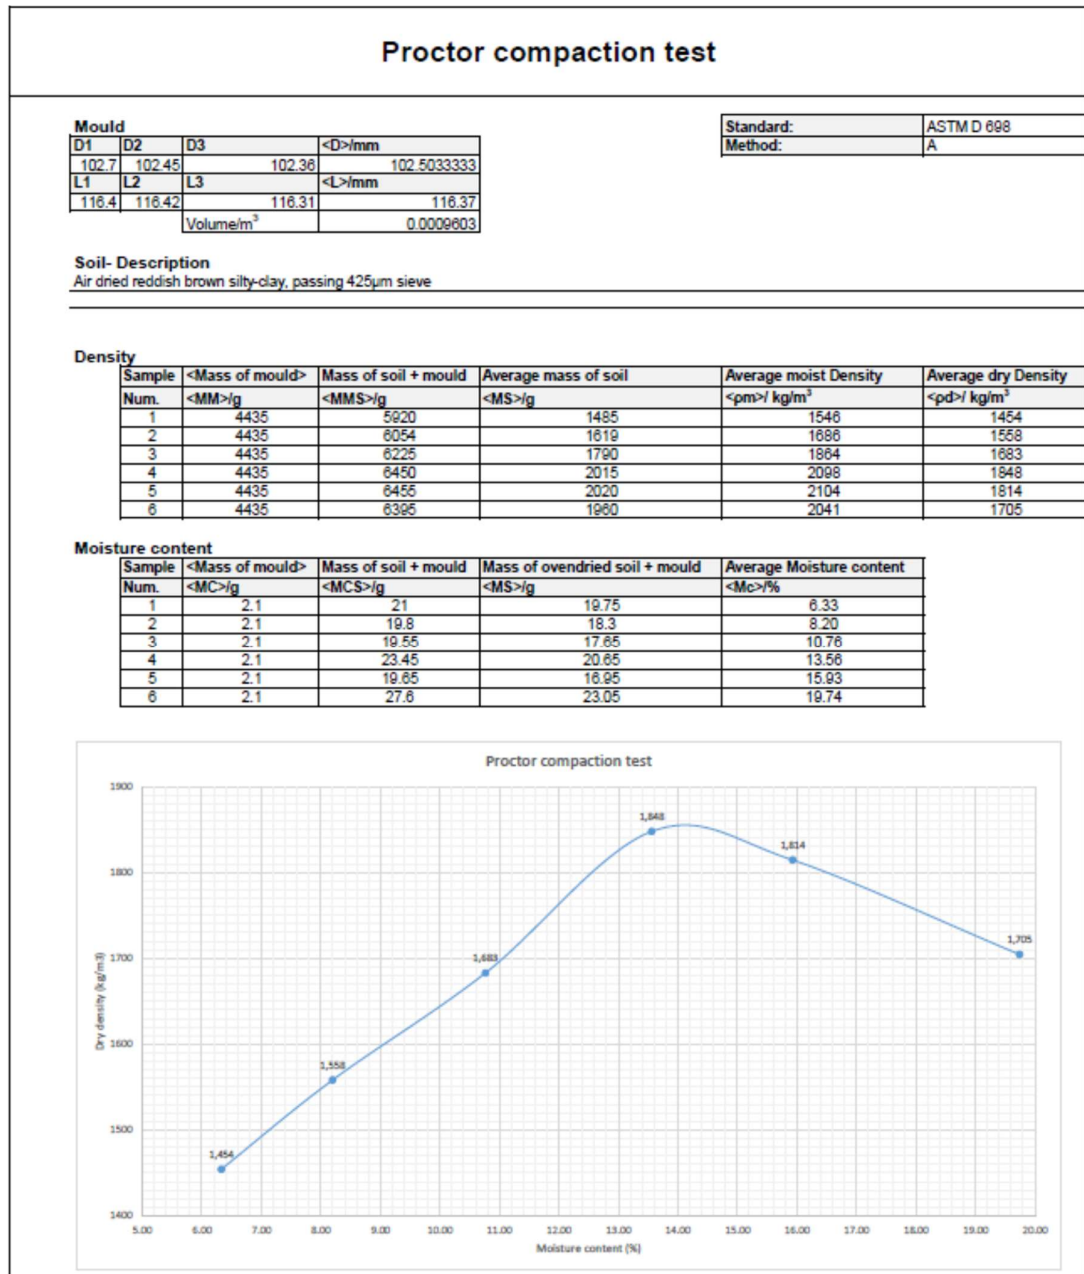 Proctor compaction test
Mould
Standard: ASTM D 698
D1 D2 D3 <D>/mm
Method: A
102.7 102.45 102.36 102.5033333
L1 L2 L3 <L>/mm
116.4 116.42 116.31 116.37
Volume/m³ 0.0009603
Soil- Description
Air dried reddish brown silty-clay, passing 425µm sieve
Density
Sample <Mass of mould> Mass of soil + mould Average mass of soil Average moist Density Average dry Density
Num. <MM>/g <MMS>/g <MS>/g <ρm>/ kg/m³ <ρd>/ kg/m³
1 4435 5920 1485 1546 1454
2 4435 6054 1619 1686 1558
3 4435 6225 1790 1864 1683
4 4435 6450 2015 2098 1848
5 4435 6455 2020 2104 1814
6 4435 6395 1960 2041 1705
Moisture content
Sample <Mass of mould> Mass of soil + mould Mass of ovendried soil + mould Average Moisture content
Num. <MC>/g <MCS>/g <MS>/g <Mc>/%
1 2.1 21 19.75 6.33
2 2.1 19.8 18.3 8.20
3 2.1 19.55 17.65 10.76
4 2.1 23.45 20.65 13.56
5 2.1 19.65 16.95 15.93
6 2.1 27.6 23.05 19.74
Proctor compaction test
1900
1,848
1,814
1800
1,705
1,683
1700
Dry density (kg/m3)
1600
1,558
1500
1,454
1400
5.00 6.00 7.00 8.00 9.00 10.00 11.00 12.00 13.00 14.00 15.00 16.00 17.00 18.00 19.00 20.00
Moisture content (%)